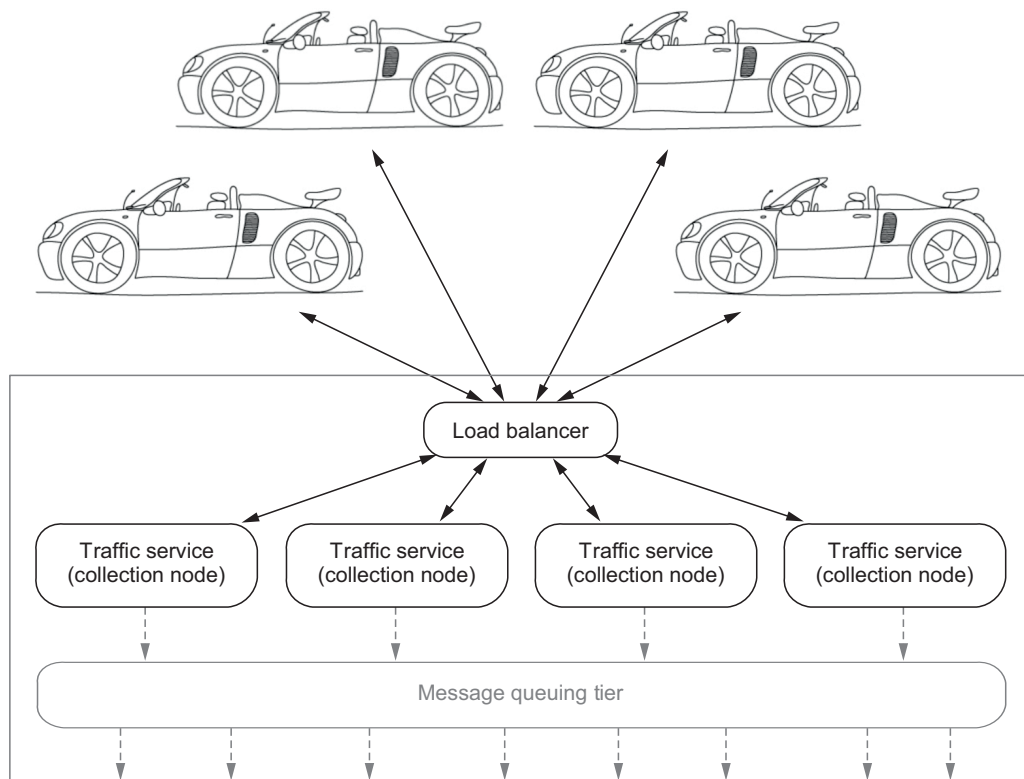 Load balancer
Traffic service
(collection node)
Traffic service
(collection node)
Traffic service
(collection node)
Traffic service
(collection node)
Message queuing tier